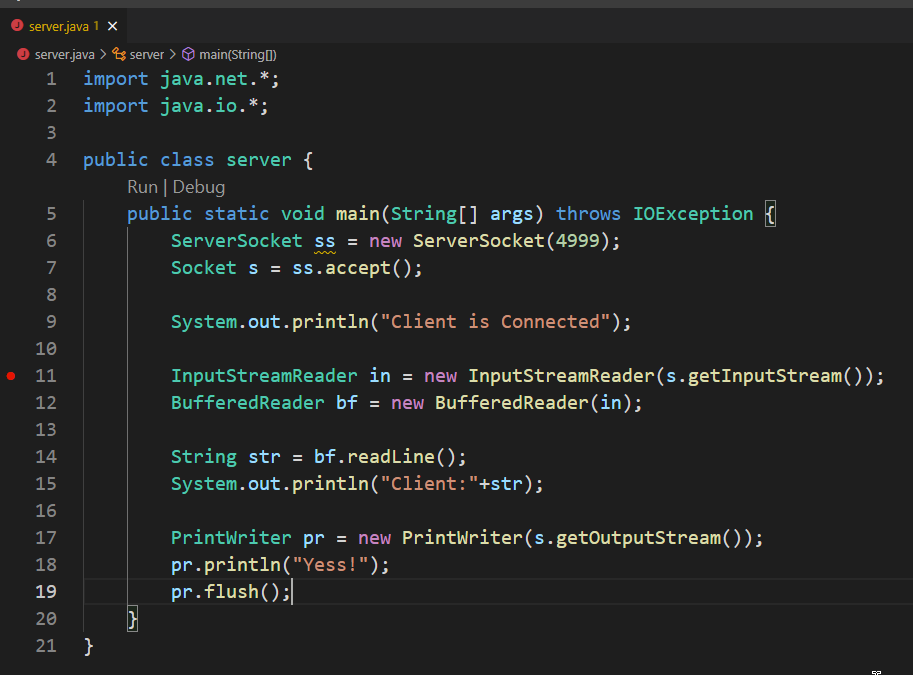 server.java 1
server.java > server > main(String[])
1 import java.net.*;
2 import java.io.*;
3
4 public class server {
Run | Debug
5 public static void main(String[] args) throws IOException {
6 ServerSocket ss = new ServerSocket(4999);
7 Socket s = ss.accept();
8
9 System.out.println("Client is Connected");
10
11 InputStreamReader in = new InputStreamReader(s.getInputStream());
12 BufferedReader bf = new BufferedReader(in);
13
14 String str = bf.readLine();
15 System.out.println("Client:"+str);
16
17 PrintWriter pr = new PrintWriter(s.getOutputStream());
18 pr.println("Yess!");
19 pr.flush();
20 }
21 }